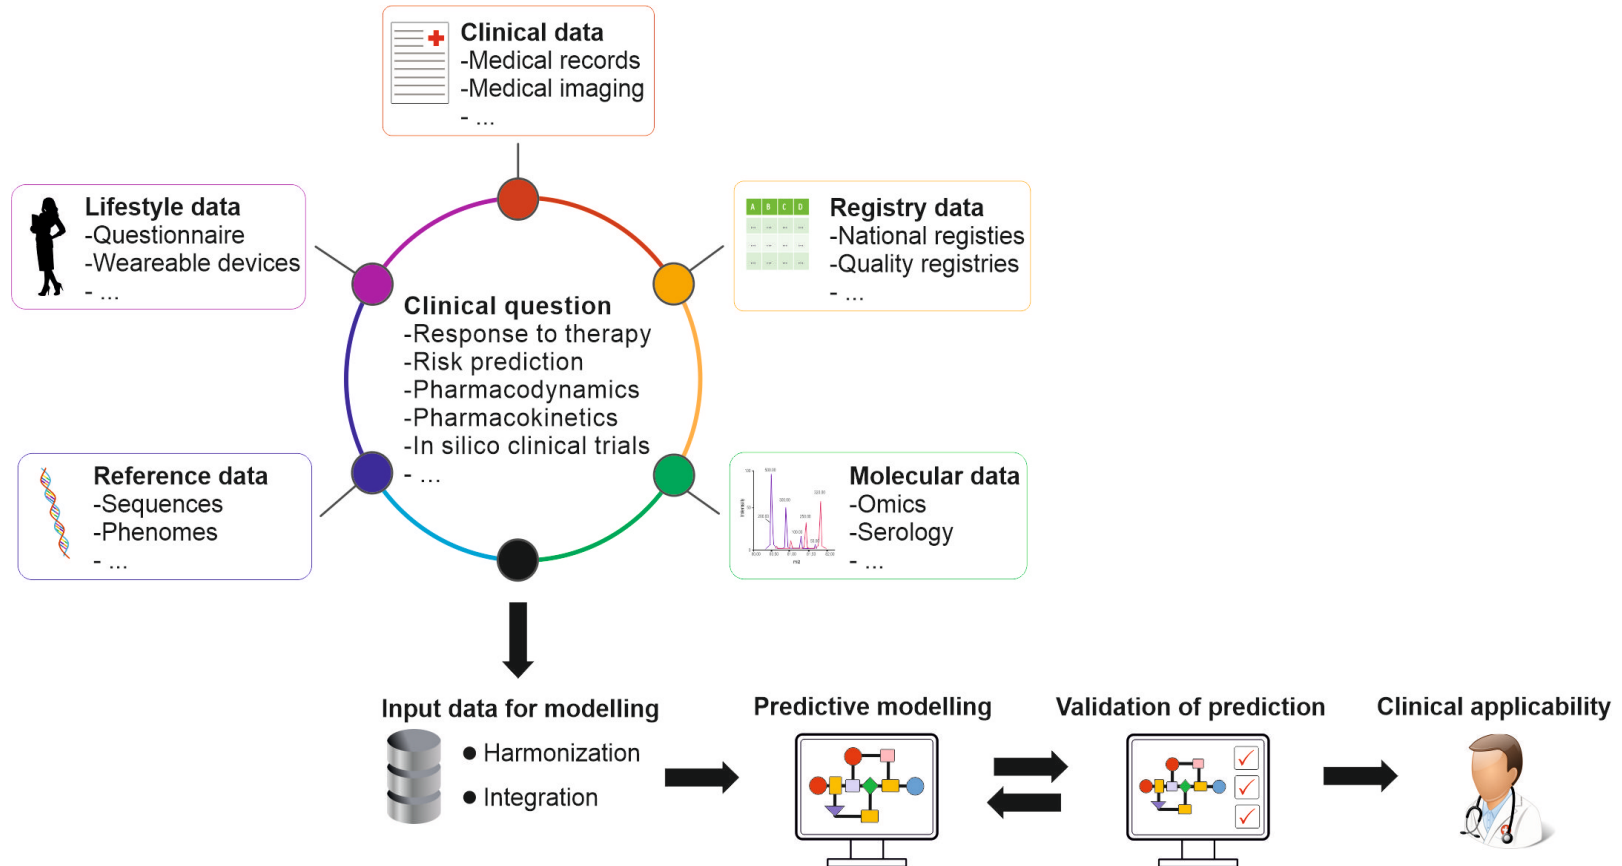 Clinical data
-Medical records
-Medical imaging
- ...
Lifestyle data
-Questionnaire
-Weareable devices
- ...
A B C D
Registry data
-National registies
-Quality registries
- ...
Clinical question
-Response to therapy
-Risk prediction
-Pharmacodynamics
-Pharmacokinetics
-In silico clinical trials
- ...
Reference data
-Sequences
-Phenomes
- ...
Molecular data
-Omics
-Serology
- ...
Input data for modelling
● Harmonization
● Integration
Predictive modelling
Validation of prediction
Clinical applicability